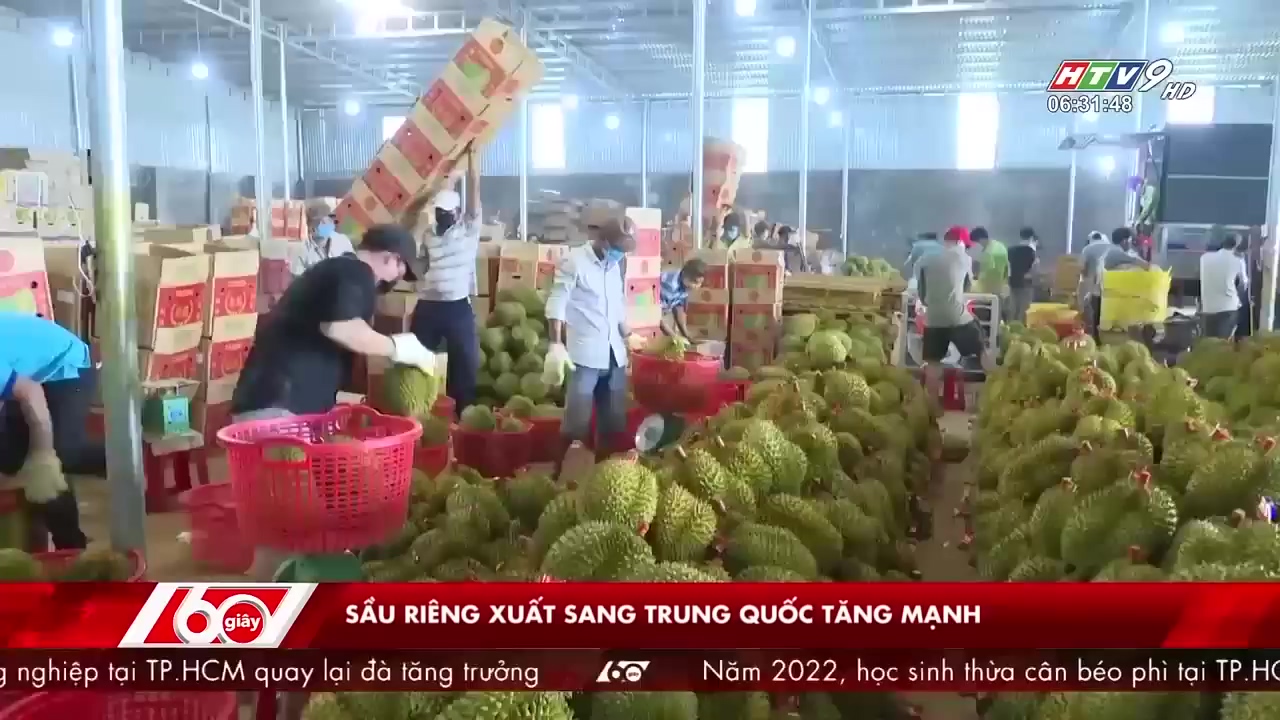 HTV9 HD
06:31:48
60 giây
SẦU RIÊNG XUẤT SANG TRUNG QUỐC TĂNG MẠNH
nghiệp tại TP.HCM quay lại đà tăng trưởng 60 Năm 2022, học sinh thừa cân béo phì tại TP.HC